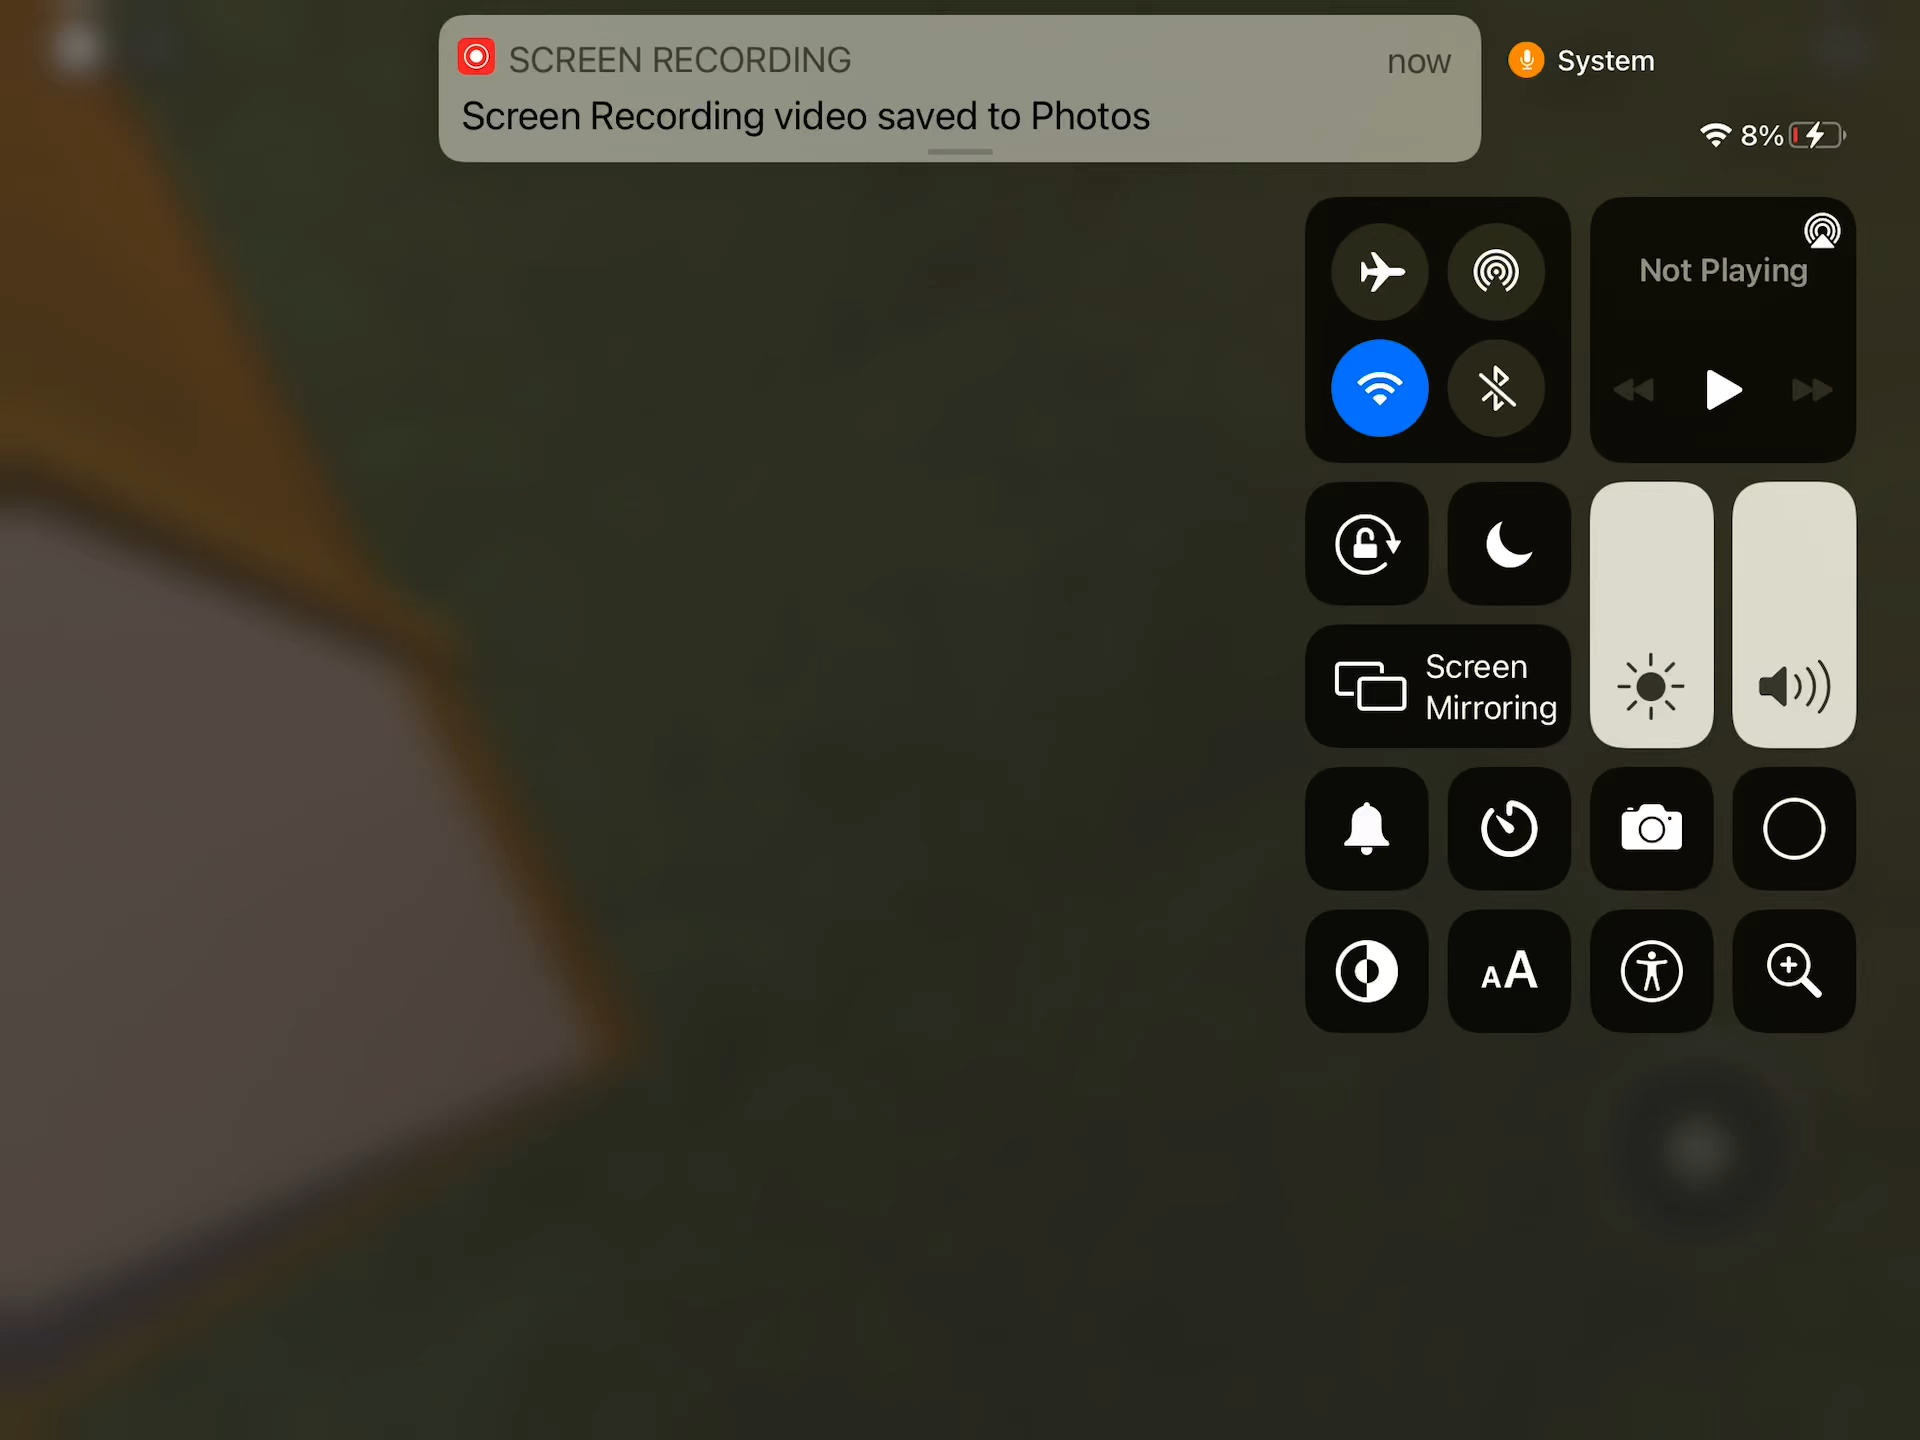 SCREEN RECORDING
now
Screen Recording video saved to Photos
System
8%
Not Playing
Screen
Mirroring
AA